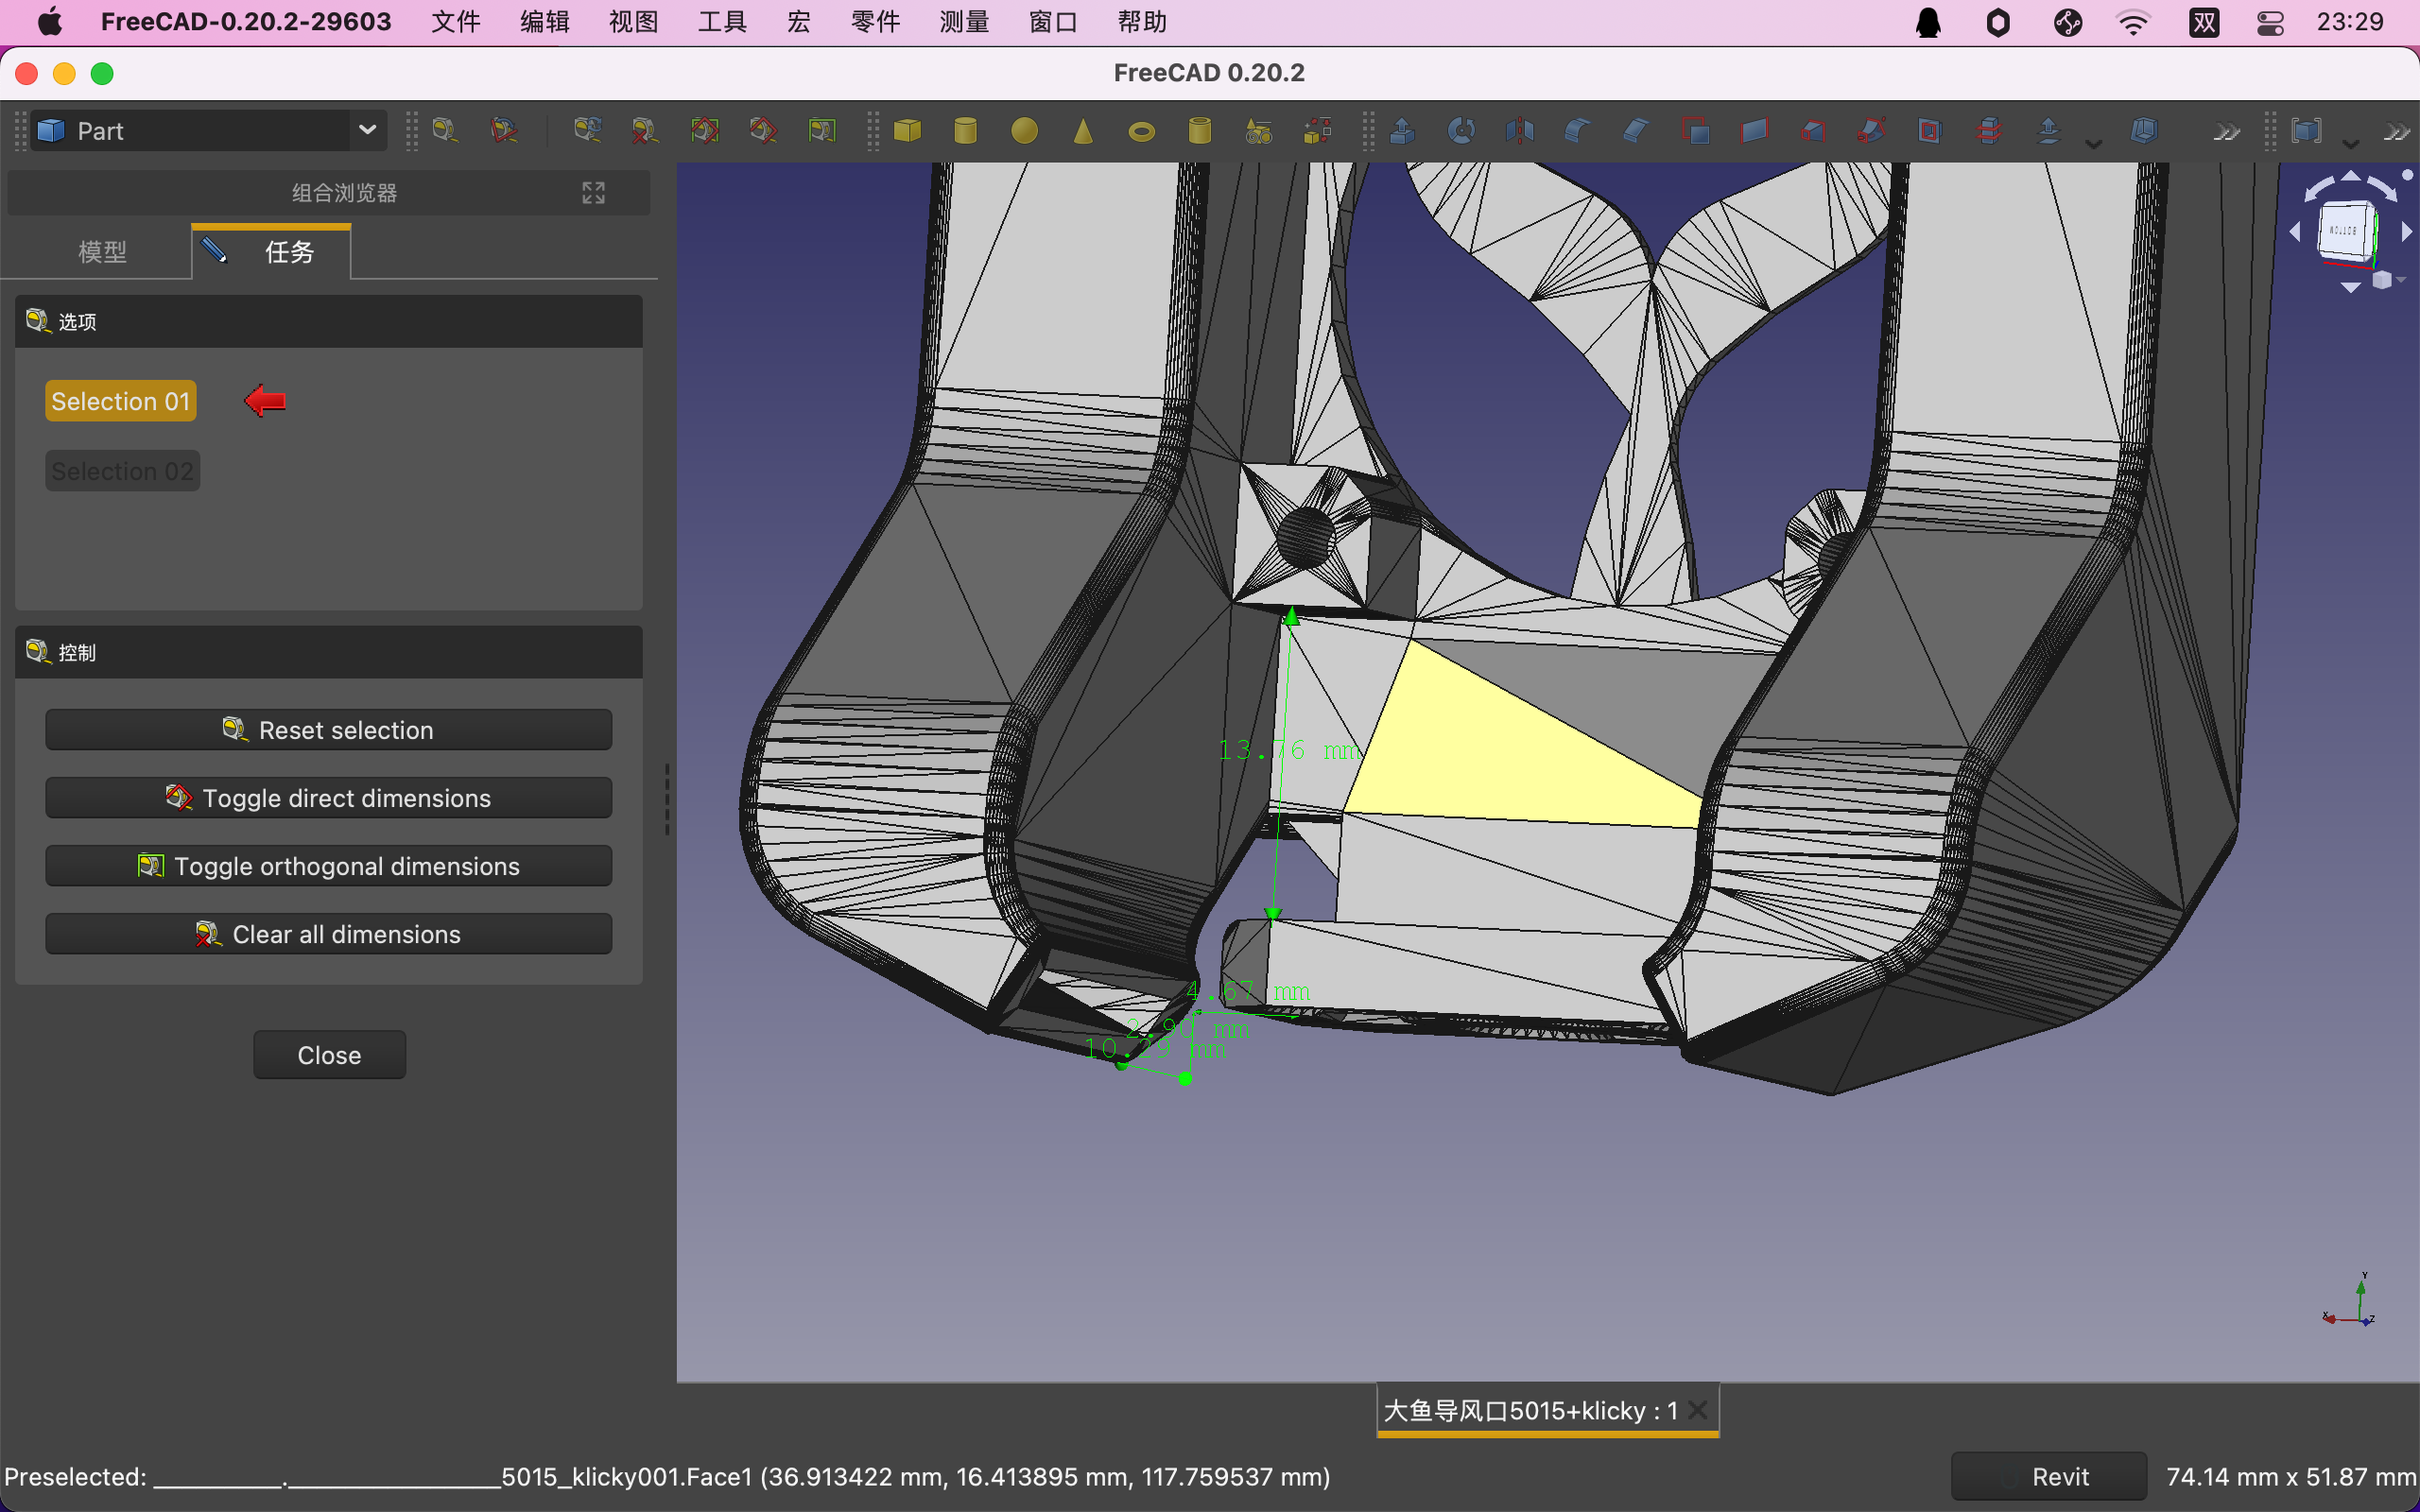 FreeCAD-0.20.2-29603 文件 编辑 视图 工具 宏 零件 测量 窗口 帮助 双 23:29
FreeCAD 0.20.2
Part
组合浏览器
模型 任务
选项
Selection 01
Selection 02
控制
Reset selection
Toggle direct dimensions
Toggle orthogonal dimensions
Clear all dimensions
Close
BOTTOM
13.76 mm
4.67 mm
2.90 mm
10.29 mm
Y
X
Z
大鱼导风口5015+klicky : 1
Preselected: __________.________________5015_klicky001.Face1 (36.913422 mm, 16.413895 mm, 117.759537 mm)
Revit 74.14 mm x 51.87 mm